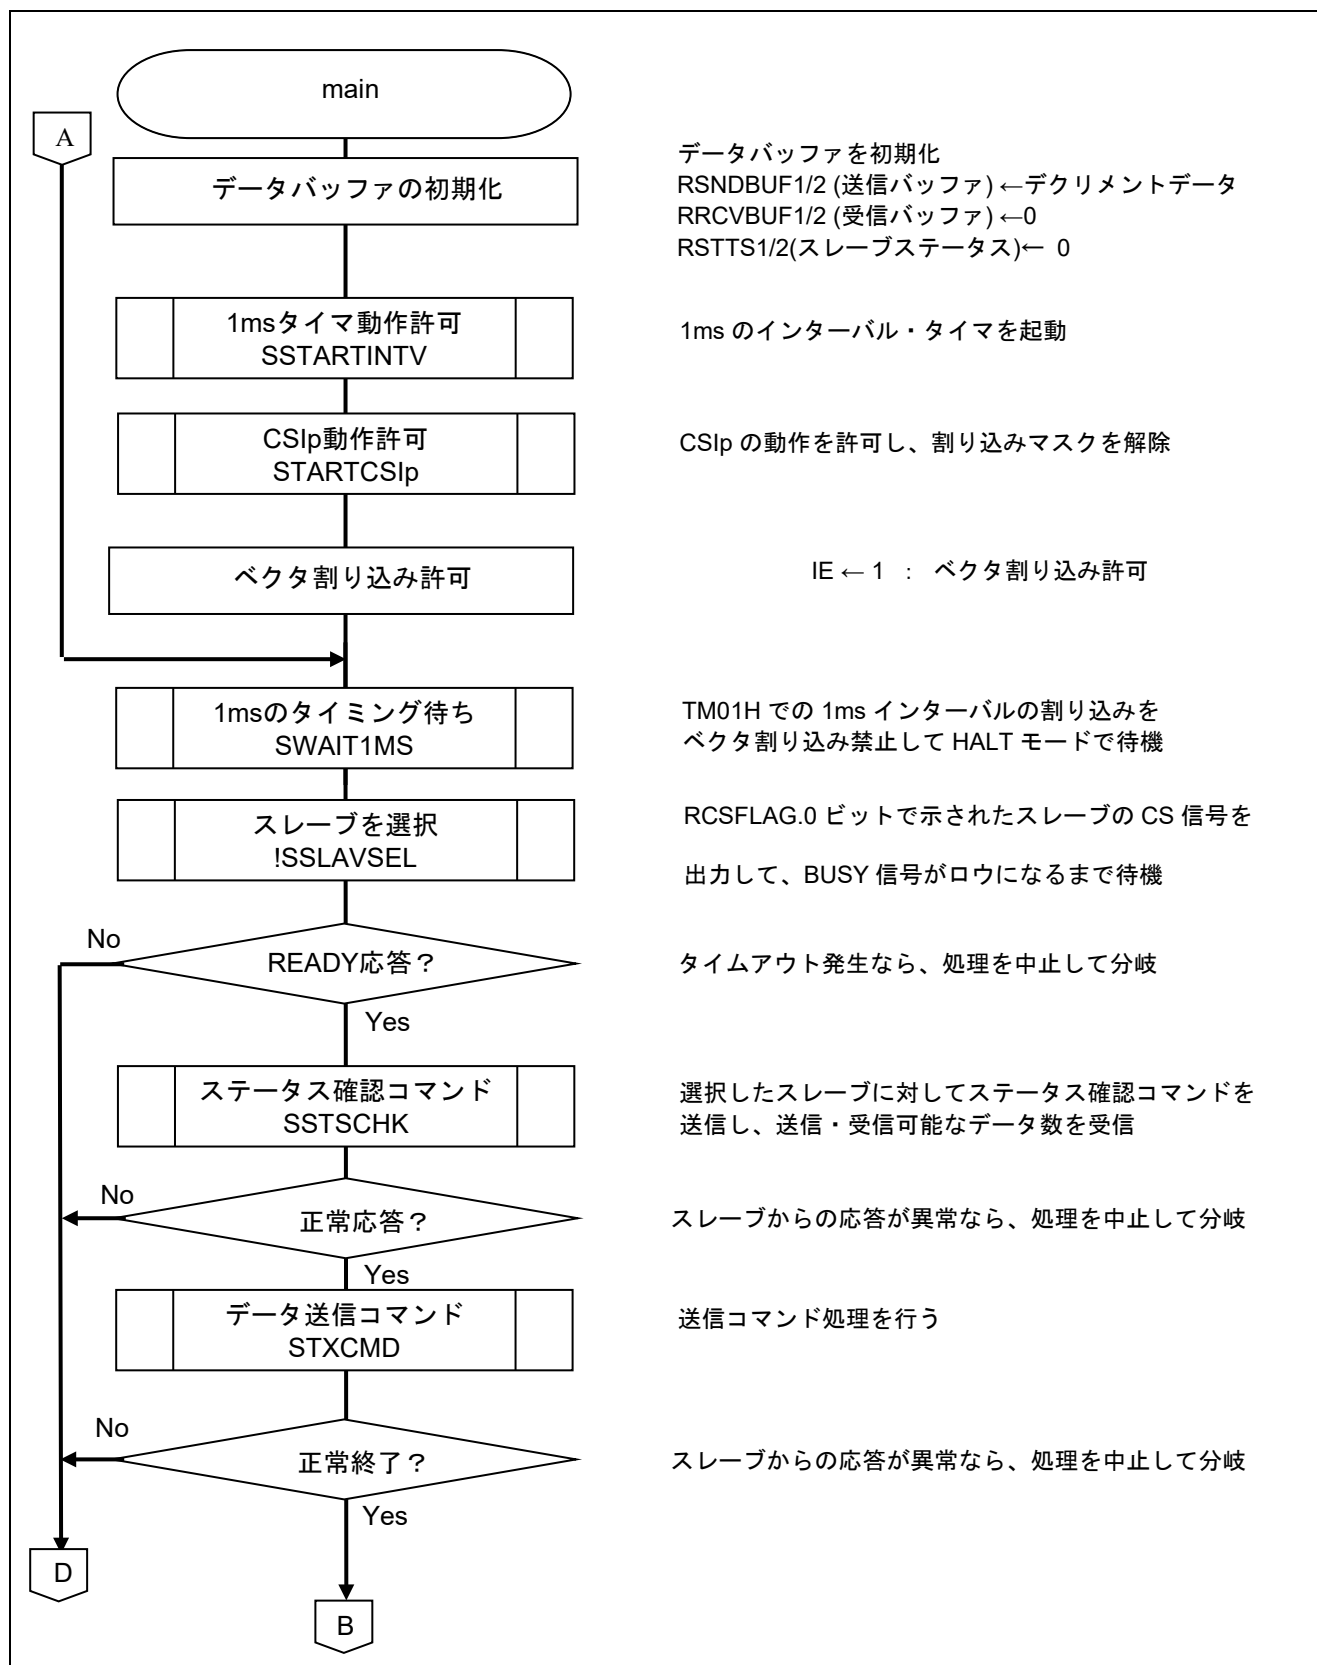 main
A
データバッファの初期化
データバッファを初期化
RSNDBUF1/2 (送信バッファ) ←デクリメントデータ
RRCVBUF1/2 (受信バッファ) ←0
RSTTS1/2(スレーブステータス)← 0
1msタイマ動作許可
SSTARTINTV
1ms のインターバル・タイマを起動
CSIp動作許可
STARTCSIp
CSIp の動作を許可し、割り込みマスクを解除
ベクタ割り込み許可
IE ← 1 : ベクタ割り込み許可
1msのタイミング待ち
SWAIT1MS
TM01H での 1ms インターバルの割り込みを
ベクタ割り込み禁止して HALT モードで待機
スレーブを選択
!SSLAVSEL
RCSFLAG.0 ビットで示されたスレーブの CS 信号を
出力して、BUSY 信号がロウになるまで待機
No
READY応答？
タイムアウト発生なら、処理を中止して分岐
Yes
ステータス確認コマンド
SSTSCHK
選択したスレーブに対してステータス確認コマンドを
送信し、送信・受信可能なデータ数を受信
No
正常応答？
スレーブからの応答が異常なら、処理を中止して分岐
Yes
データ送信コマンド
STXCMD
送信コマンド処理を行う
No
正常終了？
スレーブからの応答が異常なら、処理を中止して分岐
Yes
D
B